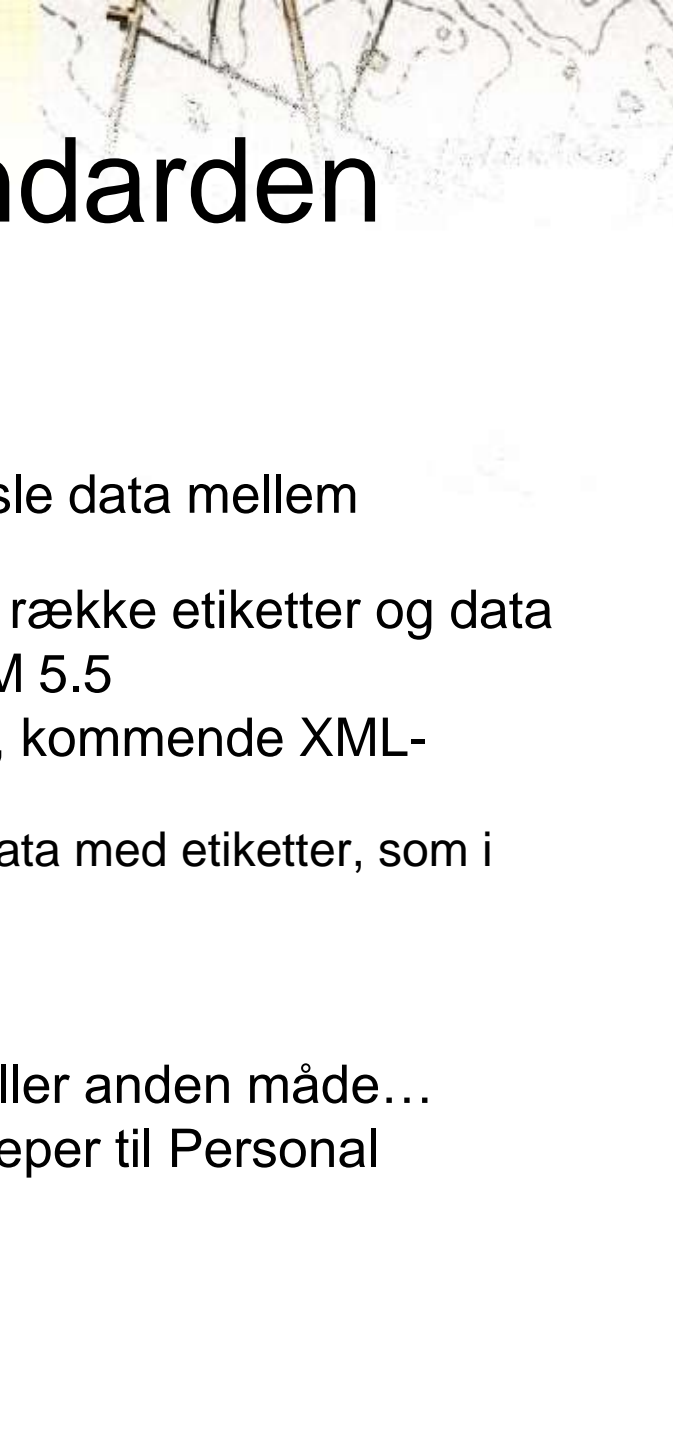 ndarden
sle data mellem
række etiketter og data
M 5.5
, kommende XML-
ata med etiketter, som i
ller anden måde…
eper til Personal